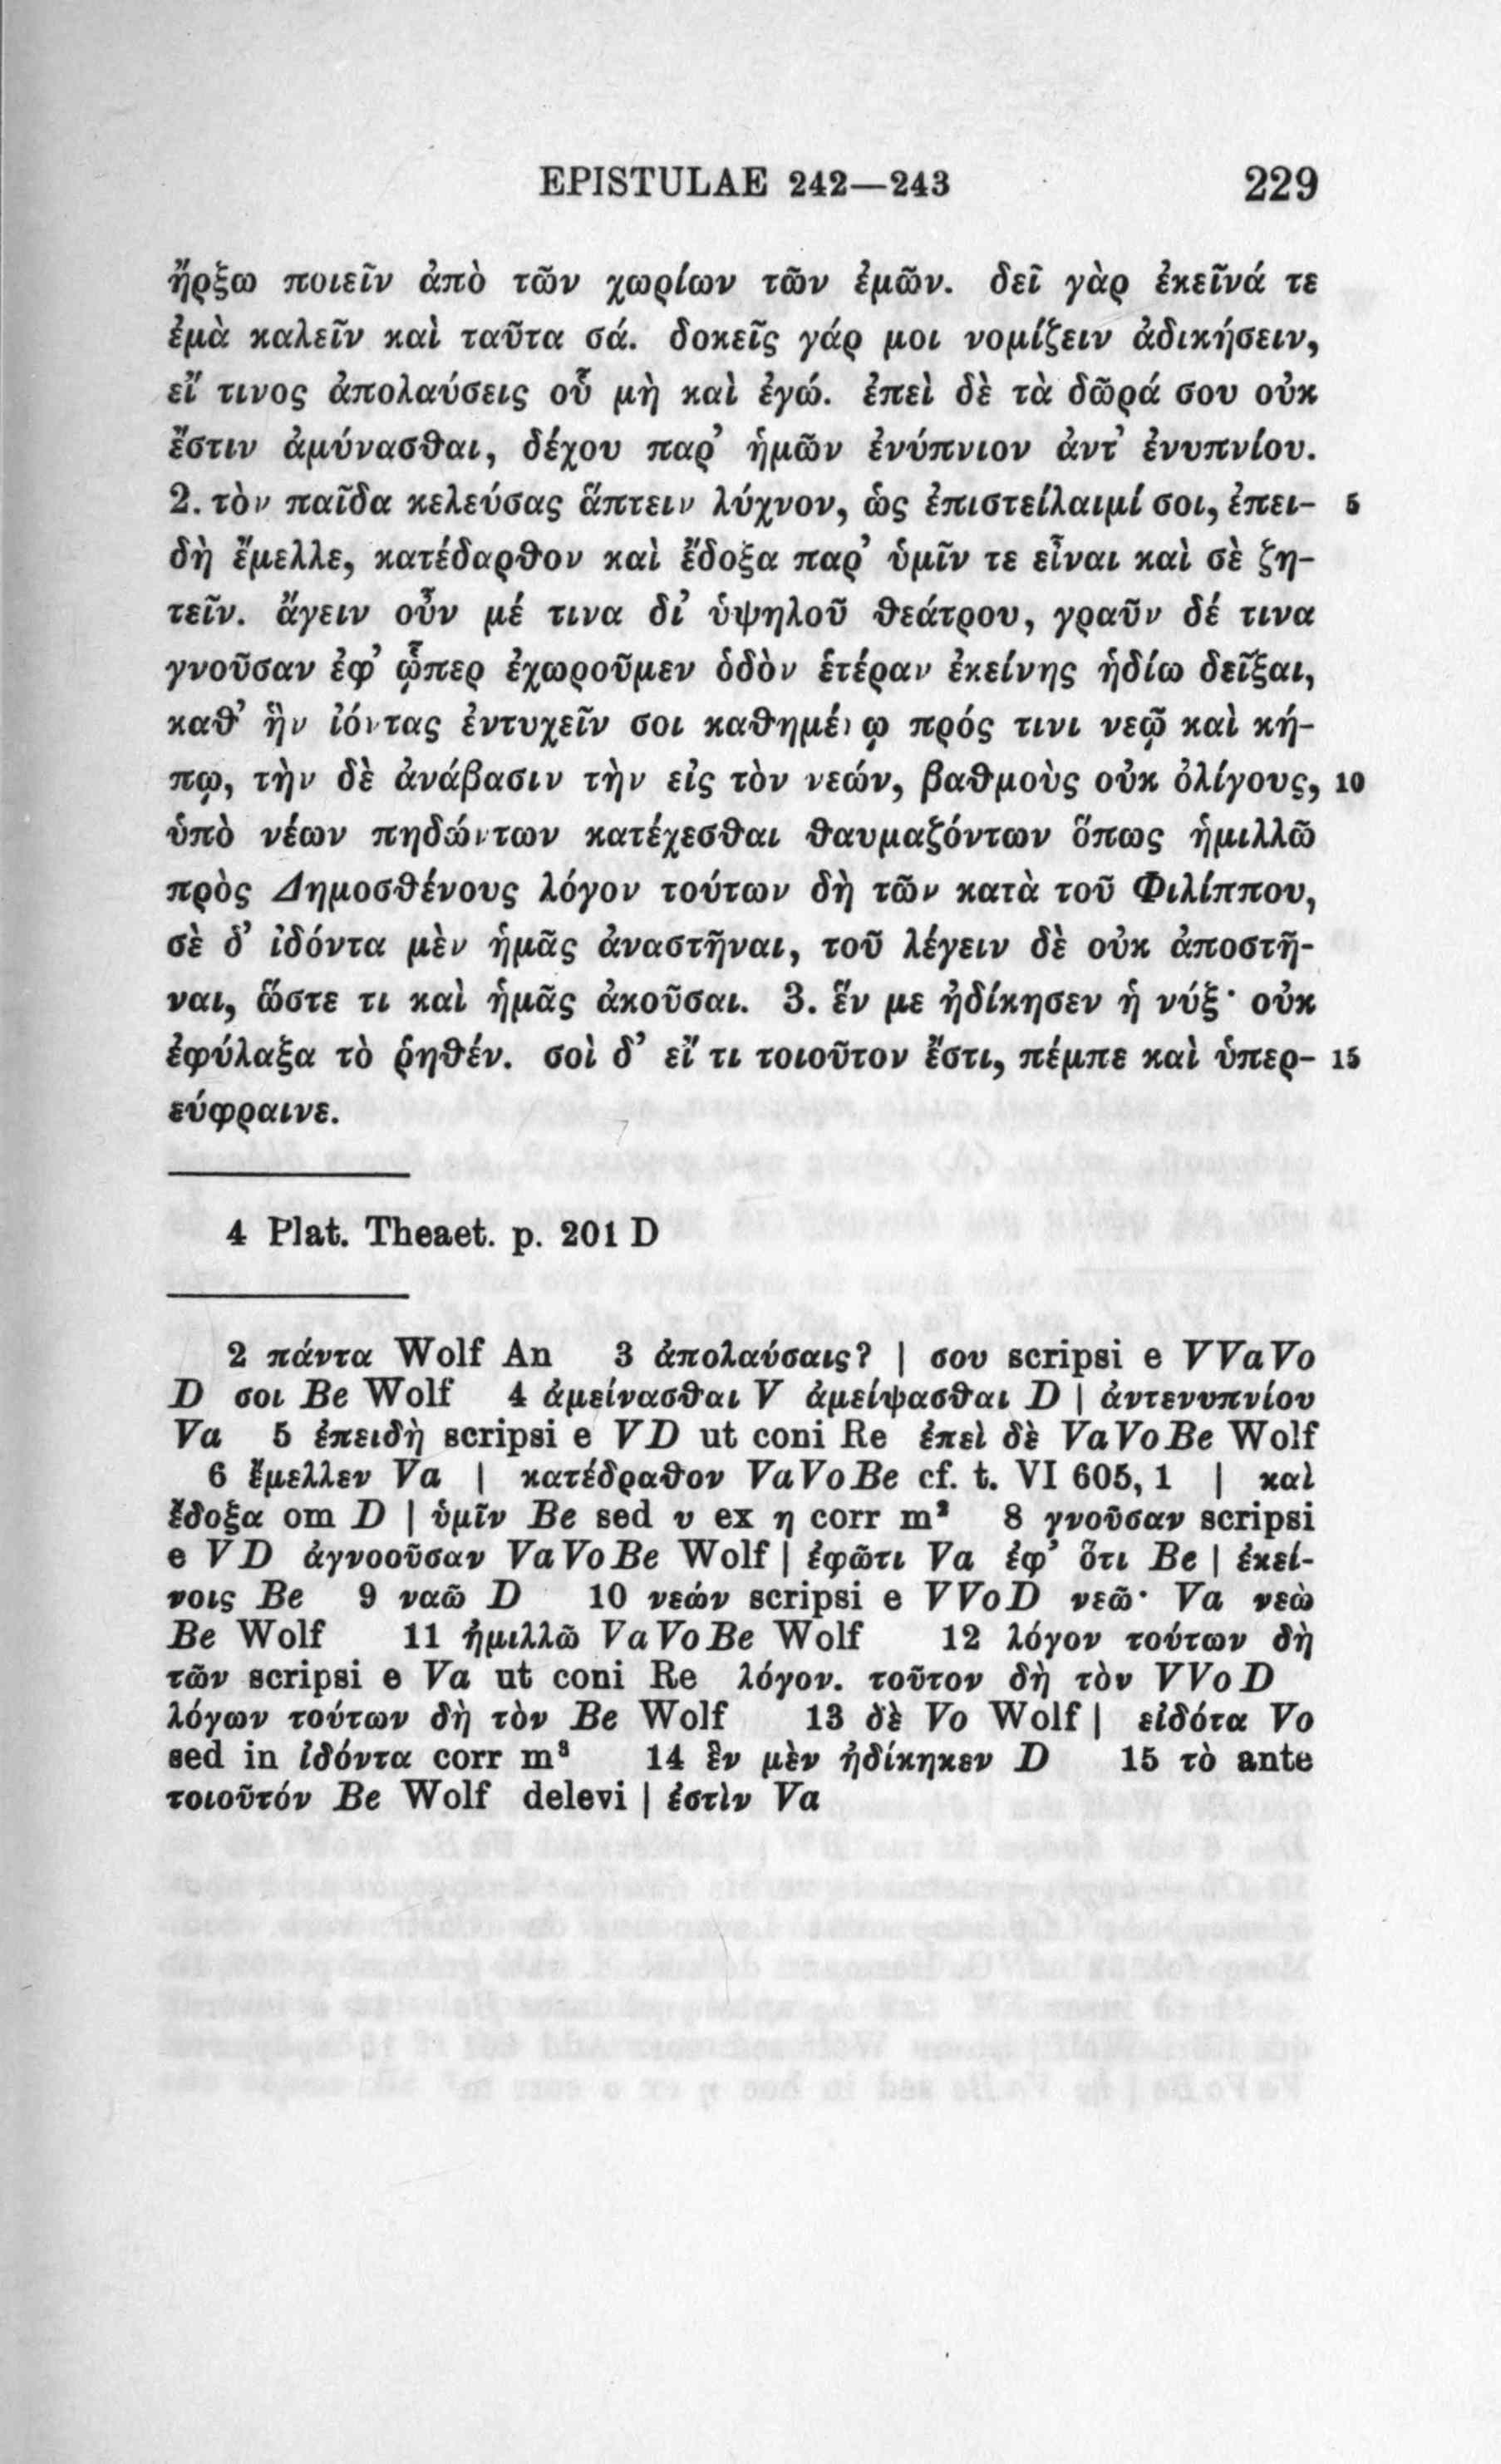 EPISTULAE 242—243 229
ἤρξω ποιεῖν ἀπὸ τῶν χωρίων τῶν ἐμῶν. δεῖ γὰρ ἐκεῖνά τε
ἐμὰ καλεῖν καὶ ταῦτα σά. δοκεῖς γάρ μοι νομίζειν ἀδικήσειν,
εἴ τινος ἀπολαύσεις οὗ μὴ καὶ ἐγώ. ἐπεὶ δὲ τὰ δῶρά σου οὐκ
ἔστιν ἀμύνασθαι, δέχου παρ’ ἡμῶν ἐνύπνιον ἀντ’ ἐνυπνίου.
2. τὸν παῖδα κελεύσας ἅπτειν λύχνον, ὡς ἐπιστείλαιμί σοι, ἐπει- 5
δὴ ἔμελλε, κατέδαρθον καὶ ἔδοξα παρ’ ὑμῖν τε εἶναι καὶ σὲ ζη-
τεῖν. ἄγειν οὖν μέ τινα δι’ ὑψηλοῦ θεάτρου, γραῦν δέ τινα
γνοῦσαν ἐφ’ ᾧπερ ἐχωροῦμεν ὁδὸν ἑτέραν ἐκείνης ἡδίω δεῖξαι,
καθ’ ἣν ἰόντας ἐντυχεῖν σοι καθημένῳ πρός τινι νεῷ καὶ κή-
πῳ, τὴν δὲ ἀνάβασιν τὴν εἰς τὸν νεών, βαθμοὺς οὐκ ὀλίγους, 10
ὑπὸ νέων πηδώντων κατέχεσθαι θαυμαζόντων ὅπως ἡμιλλῶ
πρὸς Δημοσθένους λόγον τούτων δὴ τῶν κατὰ τοῦ Φιλίππου,
σὲ δ’ ἰδόντα μὲν ἡμᾶς ἀναστῆναι, τοῦ λέγειν δὲ οὐκ ἀποστῆ-
ναι, ὥστε τι καὶ ἡμᾶς ἀκοῦσαι. 3. ἕν με ἠδίκησεν ἡ νύξ· οὐκ
ἐφύλαξα τὸ ῥηθέν. σοὶ δ’ εἴ τι τοιοῦτον ἔστι, πέμπε καὶ ὑπερ- 15
εύφραινε.
4 Plat. Theaet. p. 201 D
2 πάντα Wolf An 3 ἀπολαύσαις? | σου scripsi e VVaVo
D σοι Be Wolf 4 ἀμείνασθαι V ἀμείψασθαι D | ἀντενυπνίου
Va 5 ἐπειδὴ scripsi e VD ut coni Re ἐπεὶ δὲ VaVoBe Wolf
6 ἔμελλεν Va | κατέδραθον VaVoBe cf. t. VI 605, 1 | καὶ
ἔδοξα om D | ὑμῖν Be sed υ ex η corr m² 8 γνοῦσαν scripsi
e VD ἀγνοοῦσαν VaVoBe Wolf | ἐφῶτι Va ἐφ’ ὅτι Be | ἐκεί-
νοις Be 9 ναῶ D 10 νεών scripsi e VVoD νεῶ· Va νεὼ
Be Wolf 11 ἠμιλλῶ VaVoBe Wolf 12 λόγον τούτων δὴ
τῶν scripsi e Va ut coni Re λόγον. τοῦτον δὴ τὸν VVoD
λόγων τούτων δὴ τὸν Be Wolf 13 δὲ Vo Wolf | εἰδότα Vo
sed in ἰδόντα corr m³ 14 ἓν μὲν ἠδίκηκεν D 15 τὸ ante
τοιοῦτόν Be Wolf delevi | ἐστὶν Va